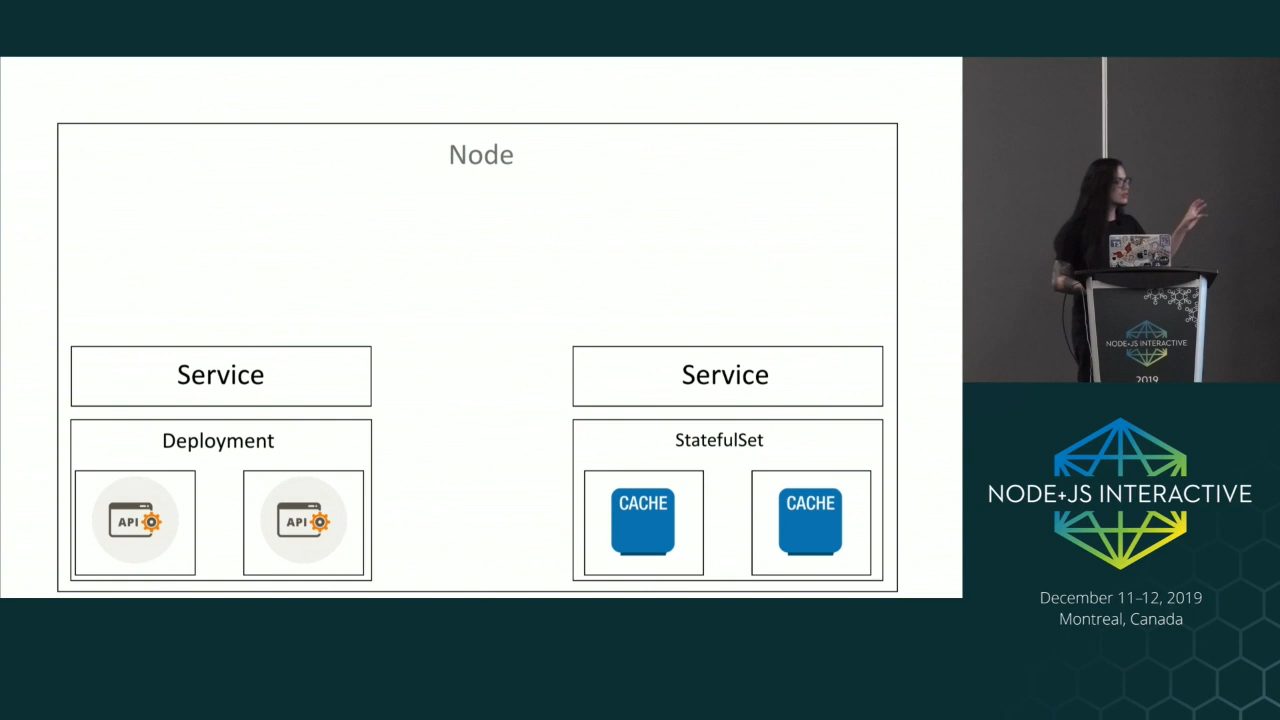 Node
Service
Service
Deployment
StatefulSet
API
API
CACHE
CACHE
NODE+JS INTERACTIVE
2019
NODE+JS INTERACTIVE
December 11–12, 2019
Montreal, Canada